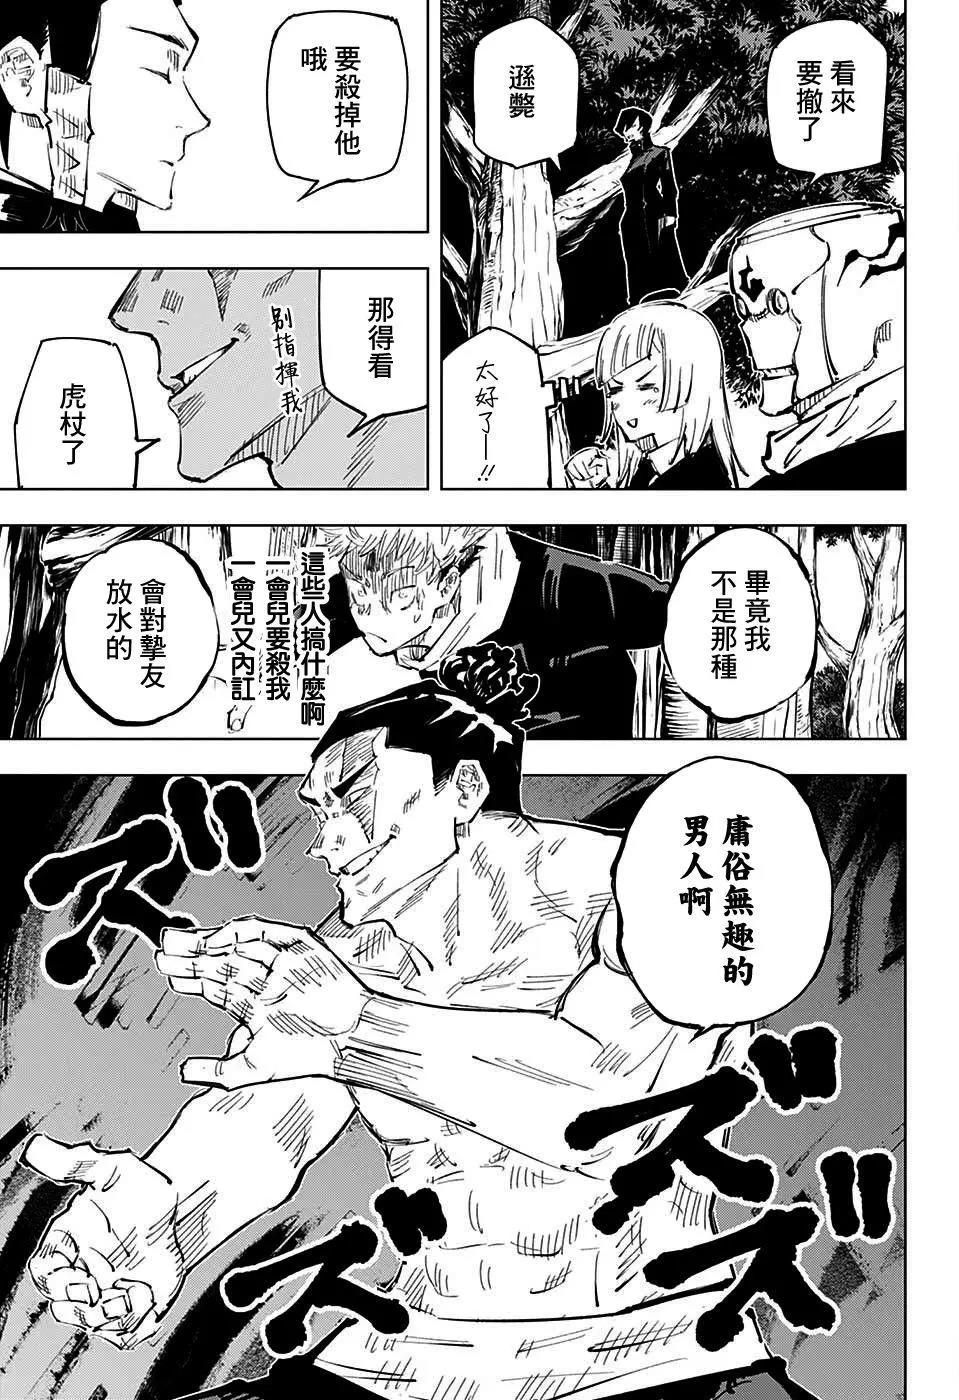 看來
要撤了
遜斃
太好了ー!!
要殺掉他
哦
那得看
別指揮我
虎杖了
畢竟我
不是那種
這些人搞什麼啊
一會兒要殺我
一會兒又內訌
會對摯友
放水的
庸俗無趣的
男人啊
ズ
ズ
ズ
ズ